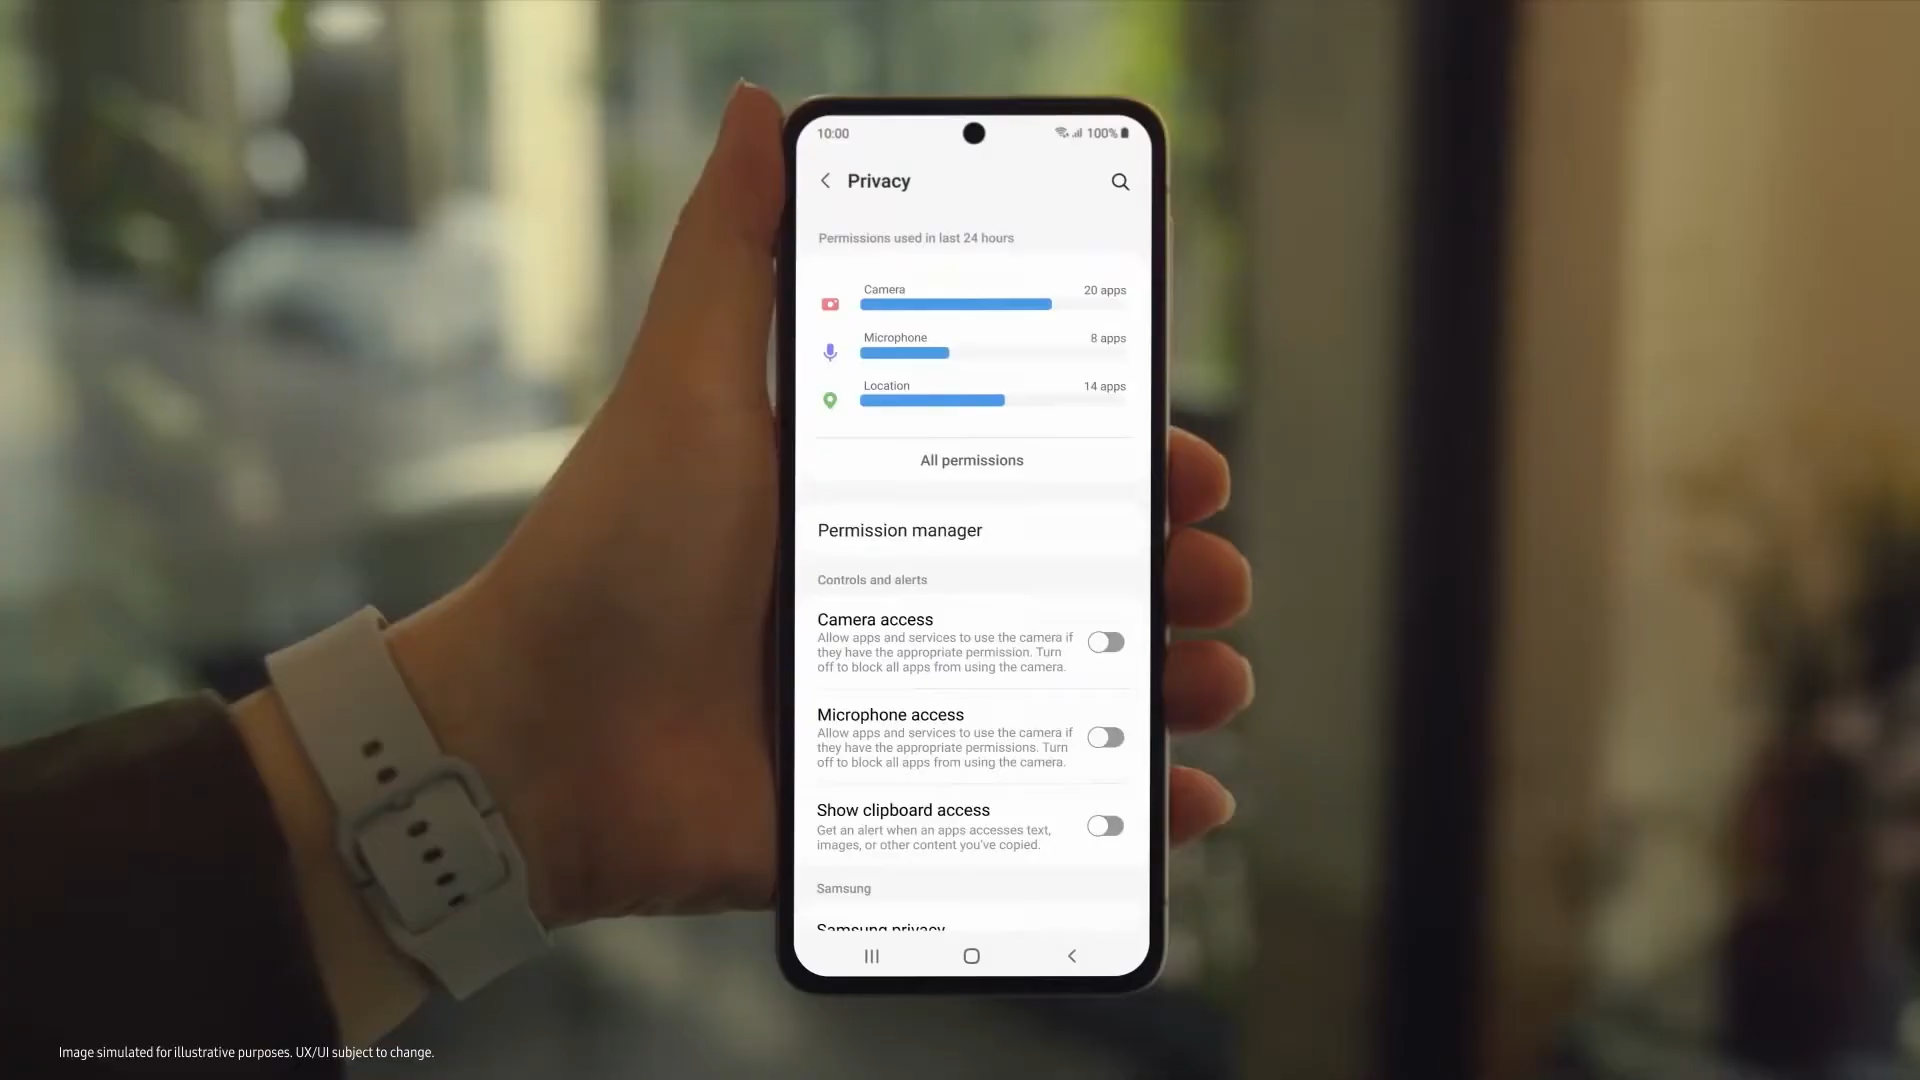 10:00
100%
Privacy
Permissions used in last 24 hours
Camera
20 apps
Microphone
8 apps
Location
14 apps
All permissions
Permission manager
Controls and alerts
Camera access
Allow apps and services to use the camera if
they have the appropriate permission. Turn
off to block all apps from using the camera.
Microphone access
Allow apps and services to use the camera if
they have the appropriate permissions. Turn
off to block all apps from using the camera.
Show clipboard access
Get an alert when an apps accesses text,
images, or other content you've copied.
Samsung
Samsung privacy
Image simulated for illustrative purposes. UX/UI subject to change.